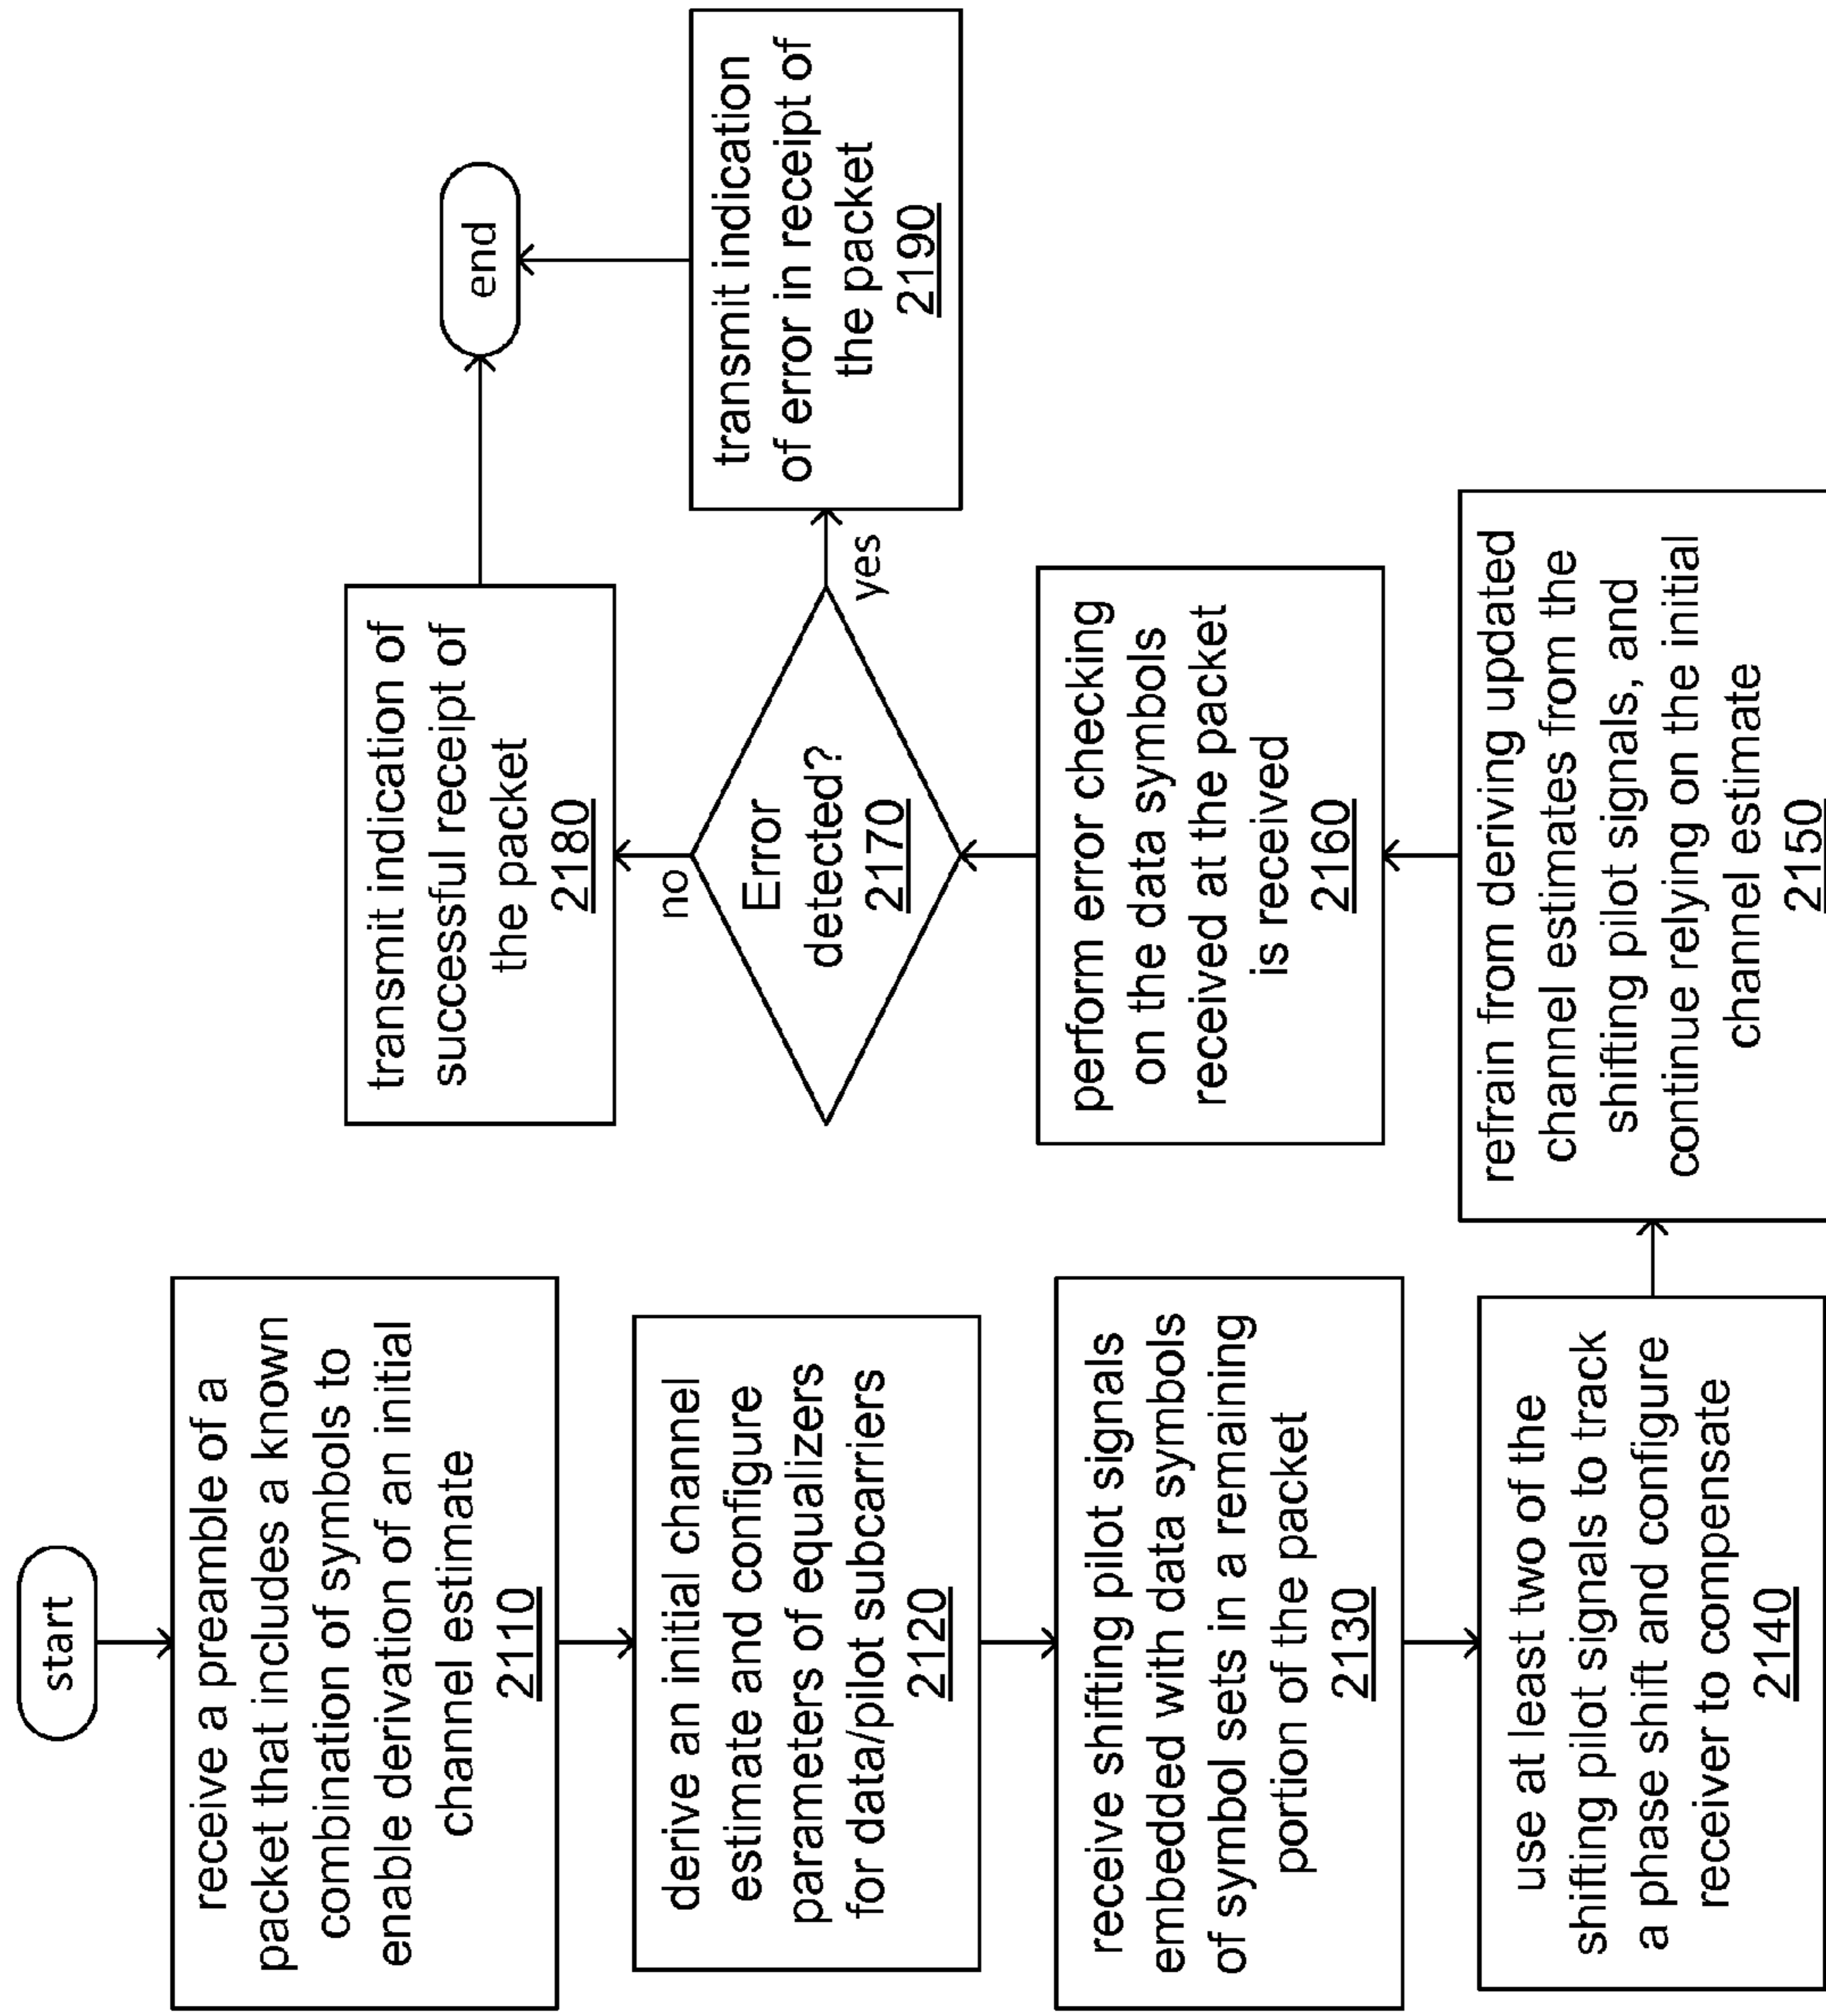 start
receive a preamble of a
packet that includes a known
combination of symbols to
enable derivation of an initial
channel estimate
2110
derive an initial channel
estimate and configure
parameters of equalizers
for data/pilot subcarriers
2120
receive shifting pilot signals
embedded with data symbols
of symbol sets in a remaining
portion of the packet
2130
use at least two of the
shifting pilot signals to track
a phase shift and configure
receiver to compensate
2140
refrain from deriving updated
channel estimates from the
shifting pilot signals, and
continue relying on the initial
channel estimate
2150
perform error checking
on the data symbols
received at the packet
is received
2160
Error
detected?
2170
no
yes
transmit indication of
successful receipt of
the packet
2180
transmit indication
of error in receipt of
the packet
2190
end